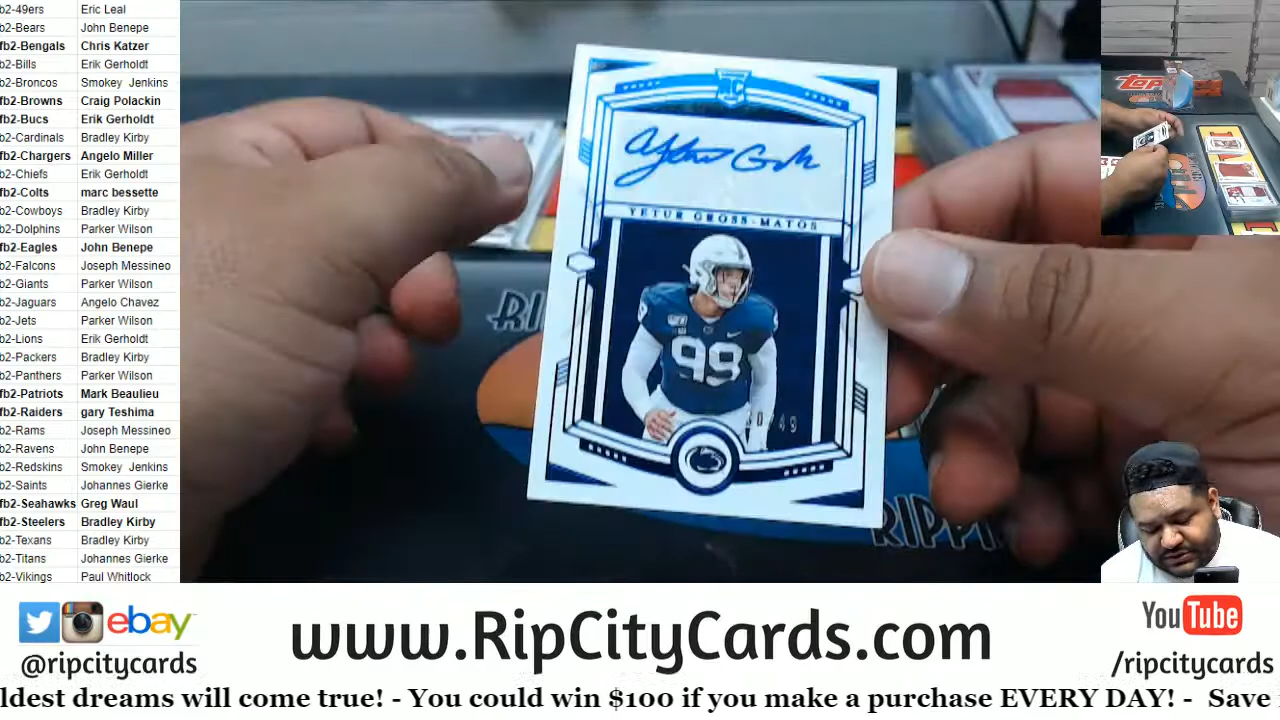 b2-49ers Eric Leal
b2-Bears John Benepe
fb2-Bengals Chris Katzer
b2-Bills Erik Gerholdt
b2-Broncos Smokey Jenkins
fb2-Browns Craig Polackin
fb2-Bucs Erik Gerholdt
b2-Cardinals Bradley Kirby
fb2-Chargers Angelo Miller
b2-Chiefs Erik Gerholdt
fb2-Colts marc bessette
b2-Cowboys Bradley Kirby
b2-Dolphins Parker Wilson
fb2-Eagles John Benepe
b2-Falcons Joseph Messineo
b2-Giants Parker Wilson
b2-Jaguars Angelo Chavez
b2-Jets Parker Wilson
b2-Lions Erik Gerholdt
b2-Packers Bradley Kirby
b2-Panthers Parker Wilson
fb2-Patriots Mark Beaulieu
fb2-Raiders gary Teshima
b2-Rams Joseph Messineo
b2-Ravens John Benepe
b2-Redskins Smokey Jenkins
b2-Saints Johannes Gierke
fb2-Seahawks Greg Waul
fb2-Steelers Bradley Kirby
b2-Texans Bradley Kirby
b2-Titans Johannes Gierke
b2-Vikings Paul Whitlock
RC
YETUR GROSS-MATOS
99
RIPPI
ebay
@ripcitycards
www.RipCityCards.com
YouTube
/ripcitycards
ldest dreams will come true! - You could win $100 if you make a purchase EVERY DAY! - Save